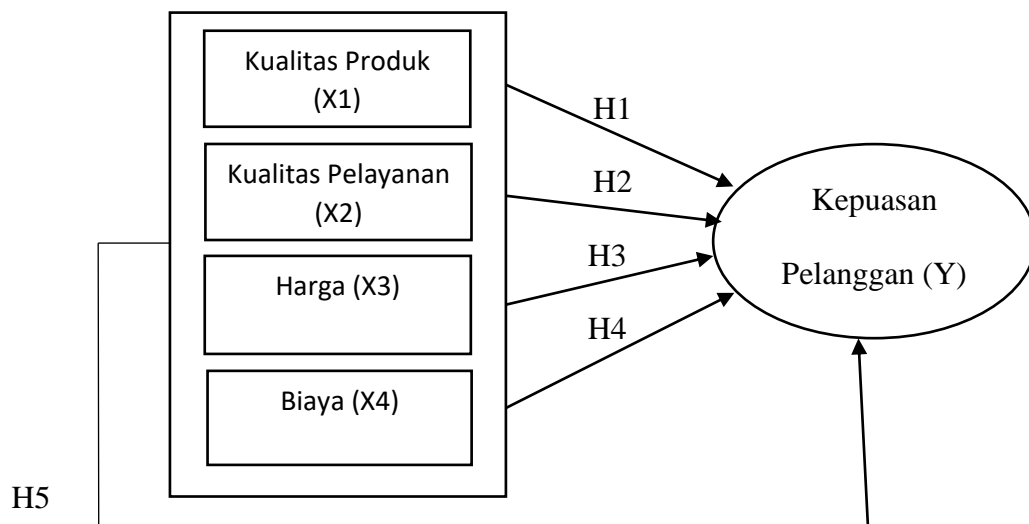 Kualitas Produk
(X1)
H1
Kualitas Pelayanan
(X2)
H2
Kepuasan
Pelanggan (Y)
Harga (X3)
H3
H4
Biaya (X4)
H5